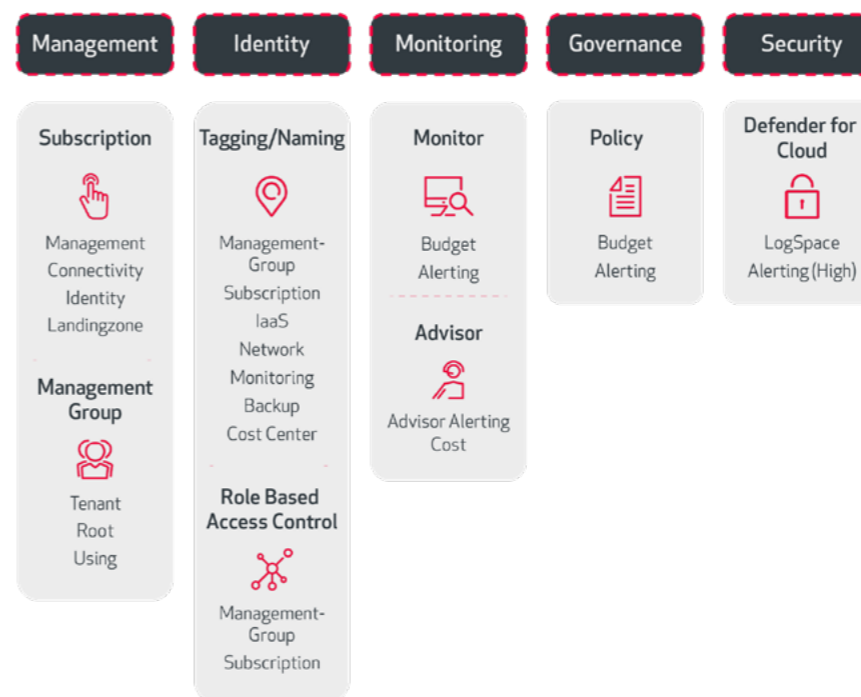 Management
Identity
Monitoring
Governance
Security
Subscription
Management
Connectivity
Identity
Landingzone
Management
Group
Tenant
Root
Using
Tagging/Naming
Management-
Group
Subscription
IaaS
Network
Monitoring
Backup
Cost Center
Role Based
Access Control
Management-
Group
Subscription
Monitor
Budget
Alerting
Advisor
Advisor Alerting
Cost
Policy
Budget
Alerting
Defender for
Cloud
LogSpace
Alerting (High)